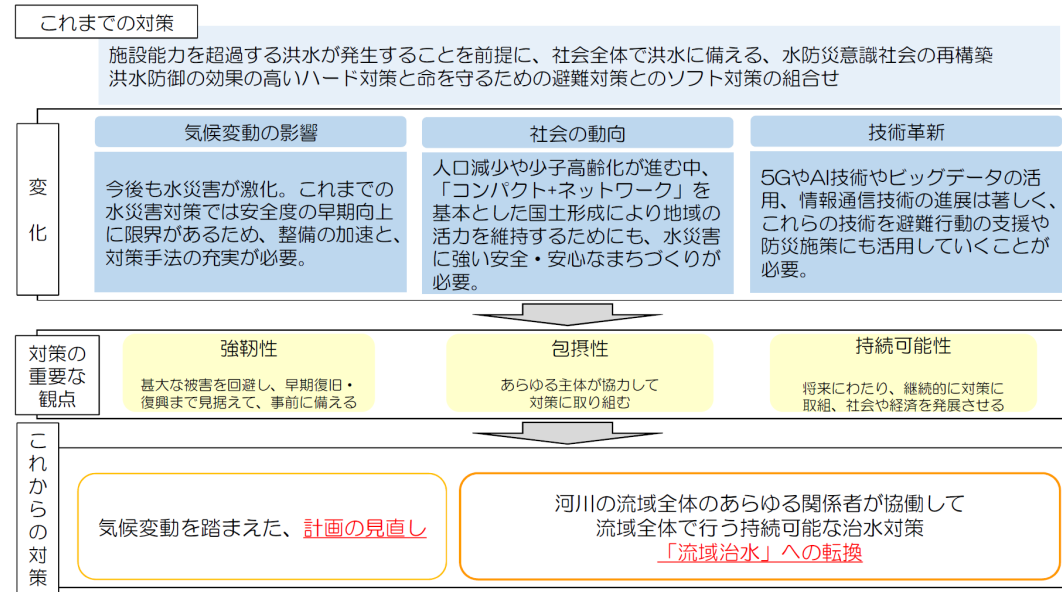 これまでの対策
施設能力を超過する洪水が発生することを前提に、社会全体で洪水に備える、水防災意識社会の再構築
洪水防御の効果の高いハード対策と命を守るための避難対策とのソフト対策の組合せ
変化
気候変動の影響
今後も水災害が激化。これまでの
水災害対策では安全度の早期向上
に限界があるため、整備の加速と、
対策手法の充実が必要。
社会の動向
人口減少や少子高齢化が進む中、
「コンパクト+ネットワーク」を
基本とした国土形成により地域の
活力を維持するためにも、水災害
に強い安全・安心なまちづくりが
必要。
技術革新
5GやAI技術やビッグデータの活
用、情報通信技術の進展は著しく、
これらの技術を避難行動の支援や
防災施策にも活用していくことが
必要。
対策の
重要な
観点
強靭性
甚大な被害を回避し、早期復旧・
復興まで見据えて、事前に備える
包摂性
あらゆる主体が協力して
対策に取り組む
持続可能性
将来にわたり、継続的に対策に
取組、社会や経済を発展させる
これからの対策
気候変動を踏まえた、計画の見直し
河川の流域全体のあらゆる関係者が協働して
流域全体で行う持続可能な治水対策
「流域治水」への転換